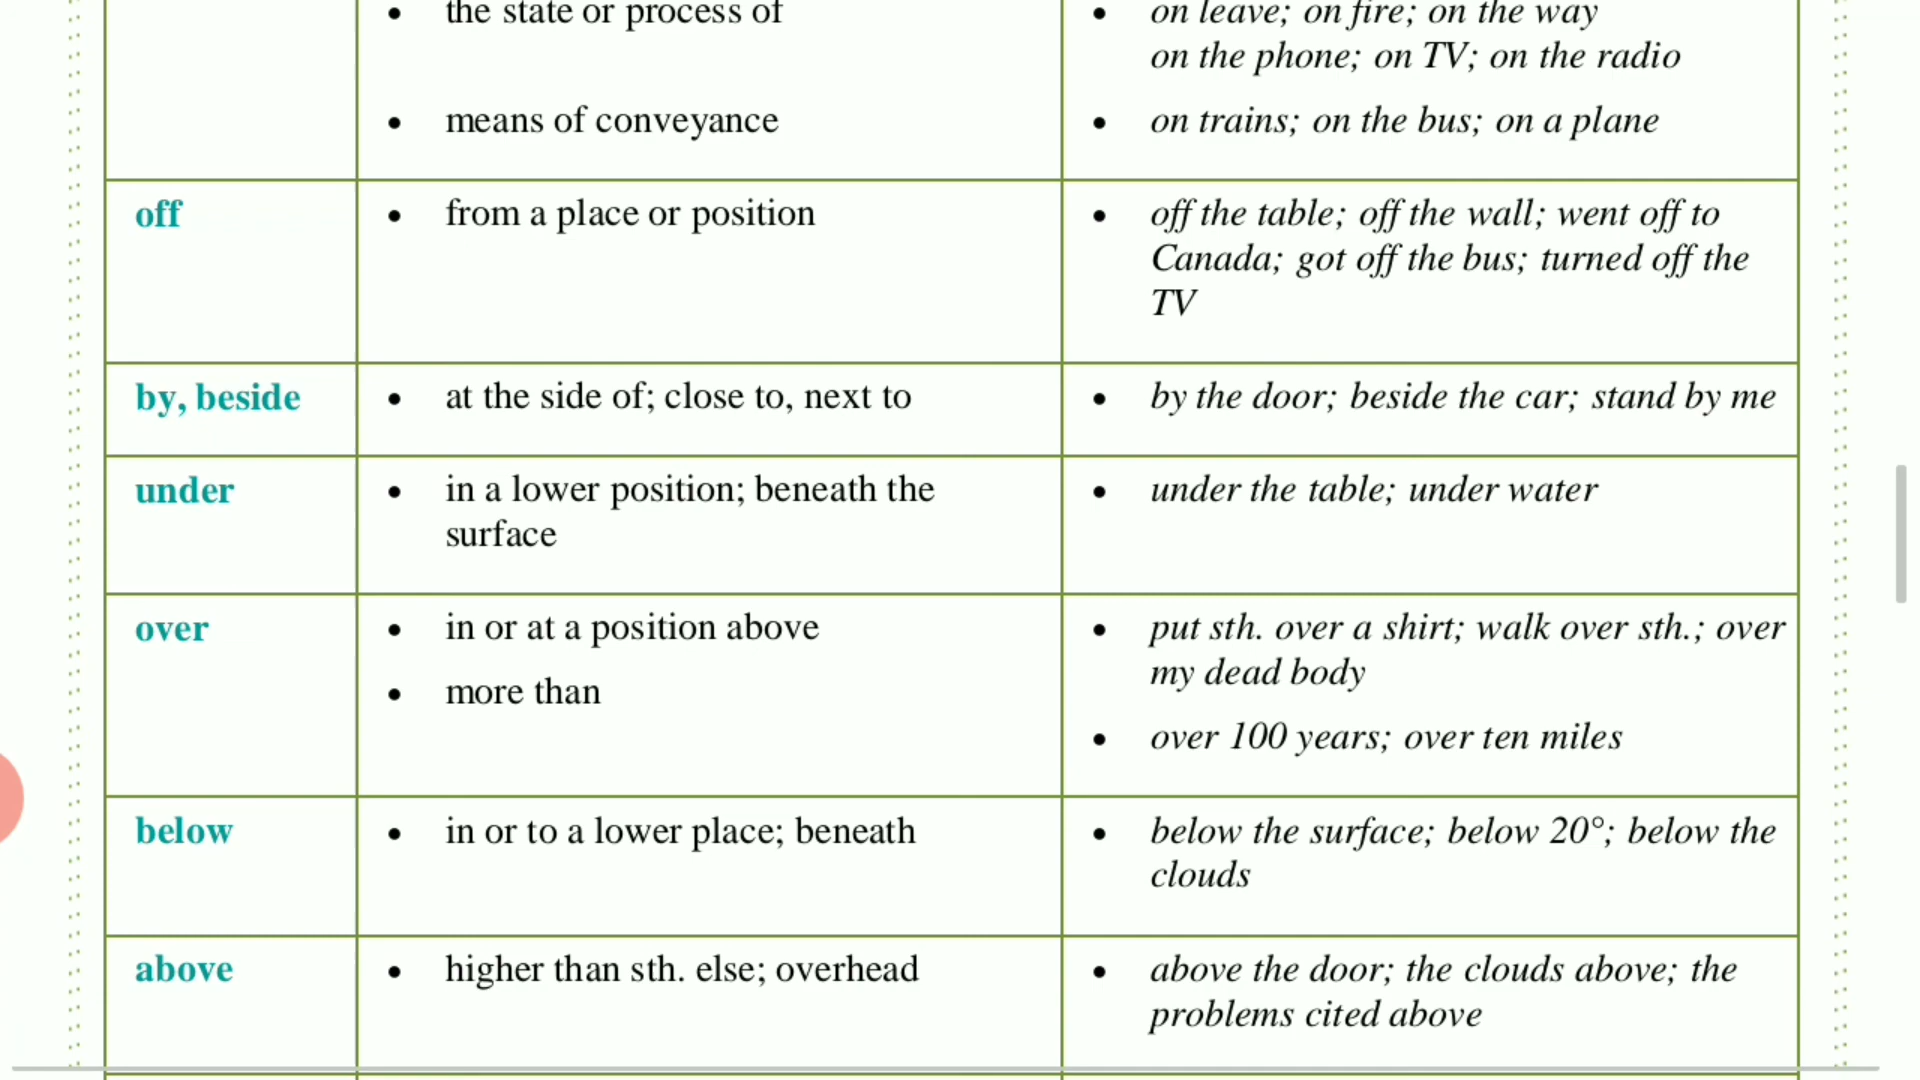 the state or process of
on leave; on fire; on the way
on the phone; on TV; on the radio
means of conveyance
on trains; on the bus; on a plane
off
from a place or position
off the table; off the wall; went off to
Canada; got off the bus; turned off the
TV
by, beside
at the side of; close to, next to
by the door; beside the car; stand by me
under
in a lower position; beneath the
surface
under the table; under water
over
in or at a position above
more than
put sth. over a shirt; walk over sth.; over
my dead body
over 100 years; over ten miles
below
in or to a lower place; beneath
below the surface; below 20°; below the
clouds
above
higher than sth. else; overhead
above the door; the clouds above; the
problems cited above